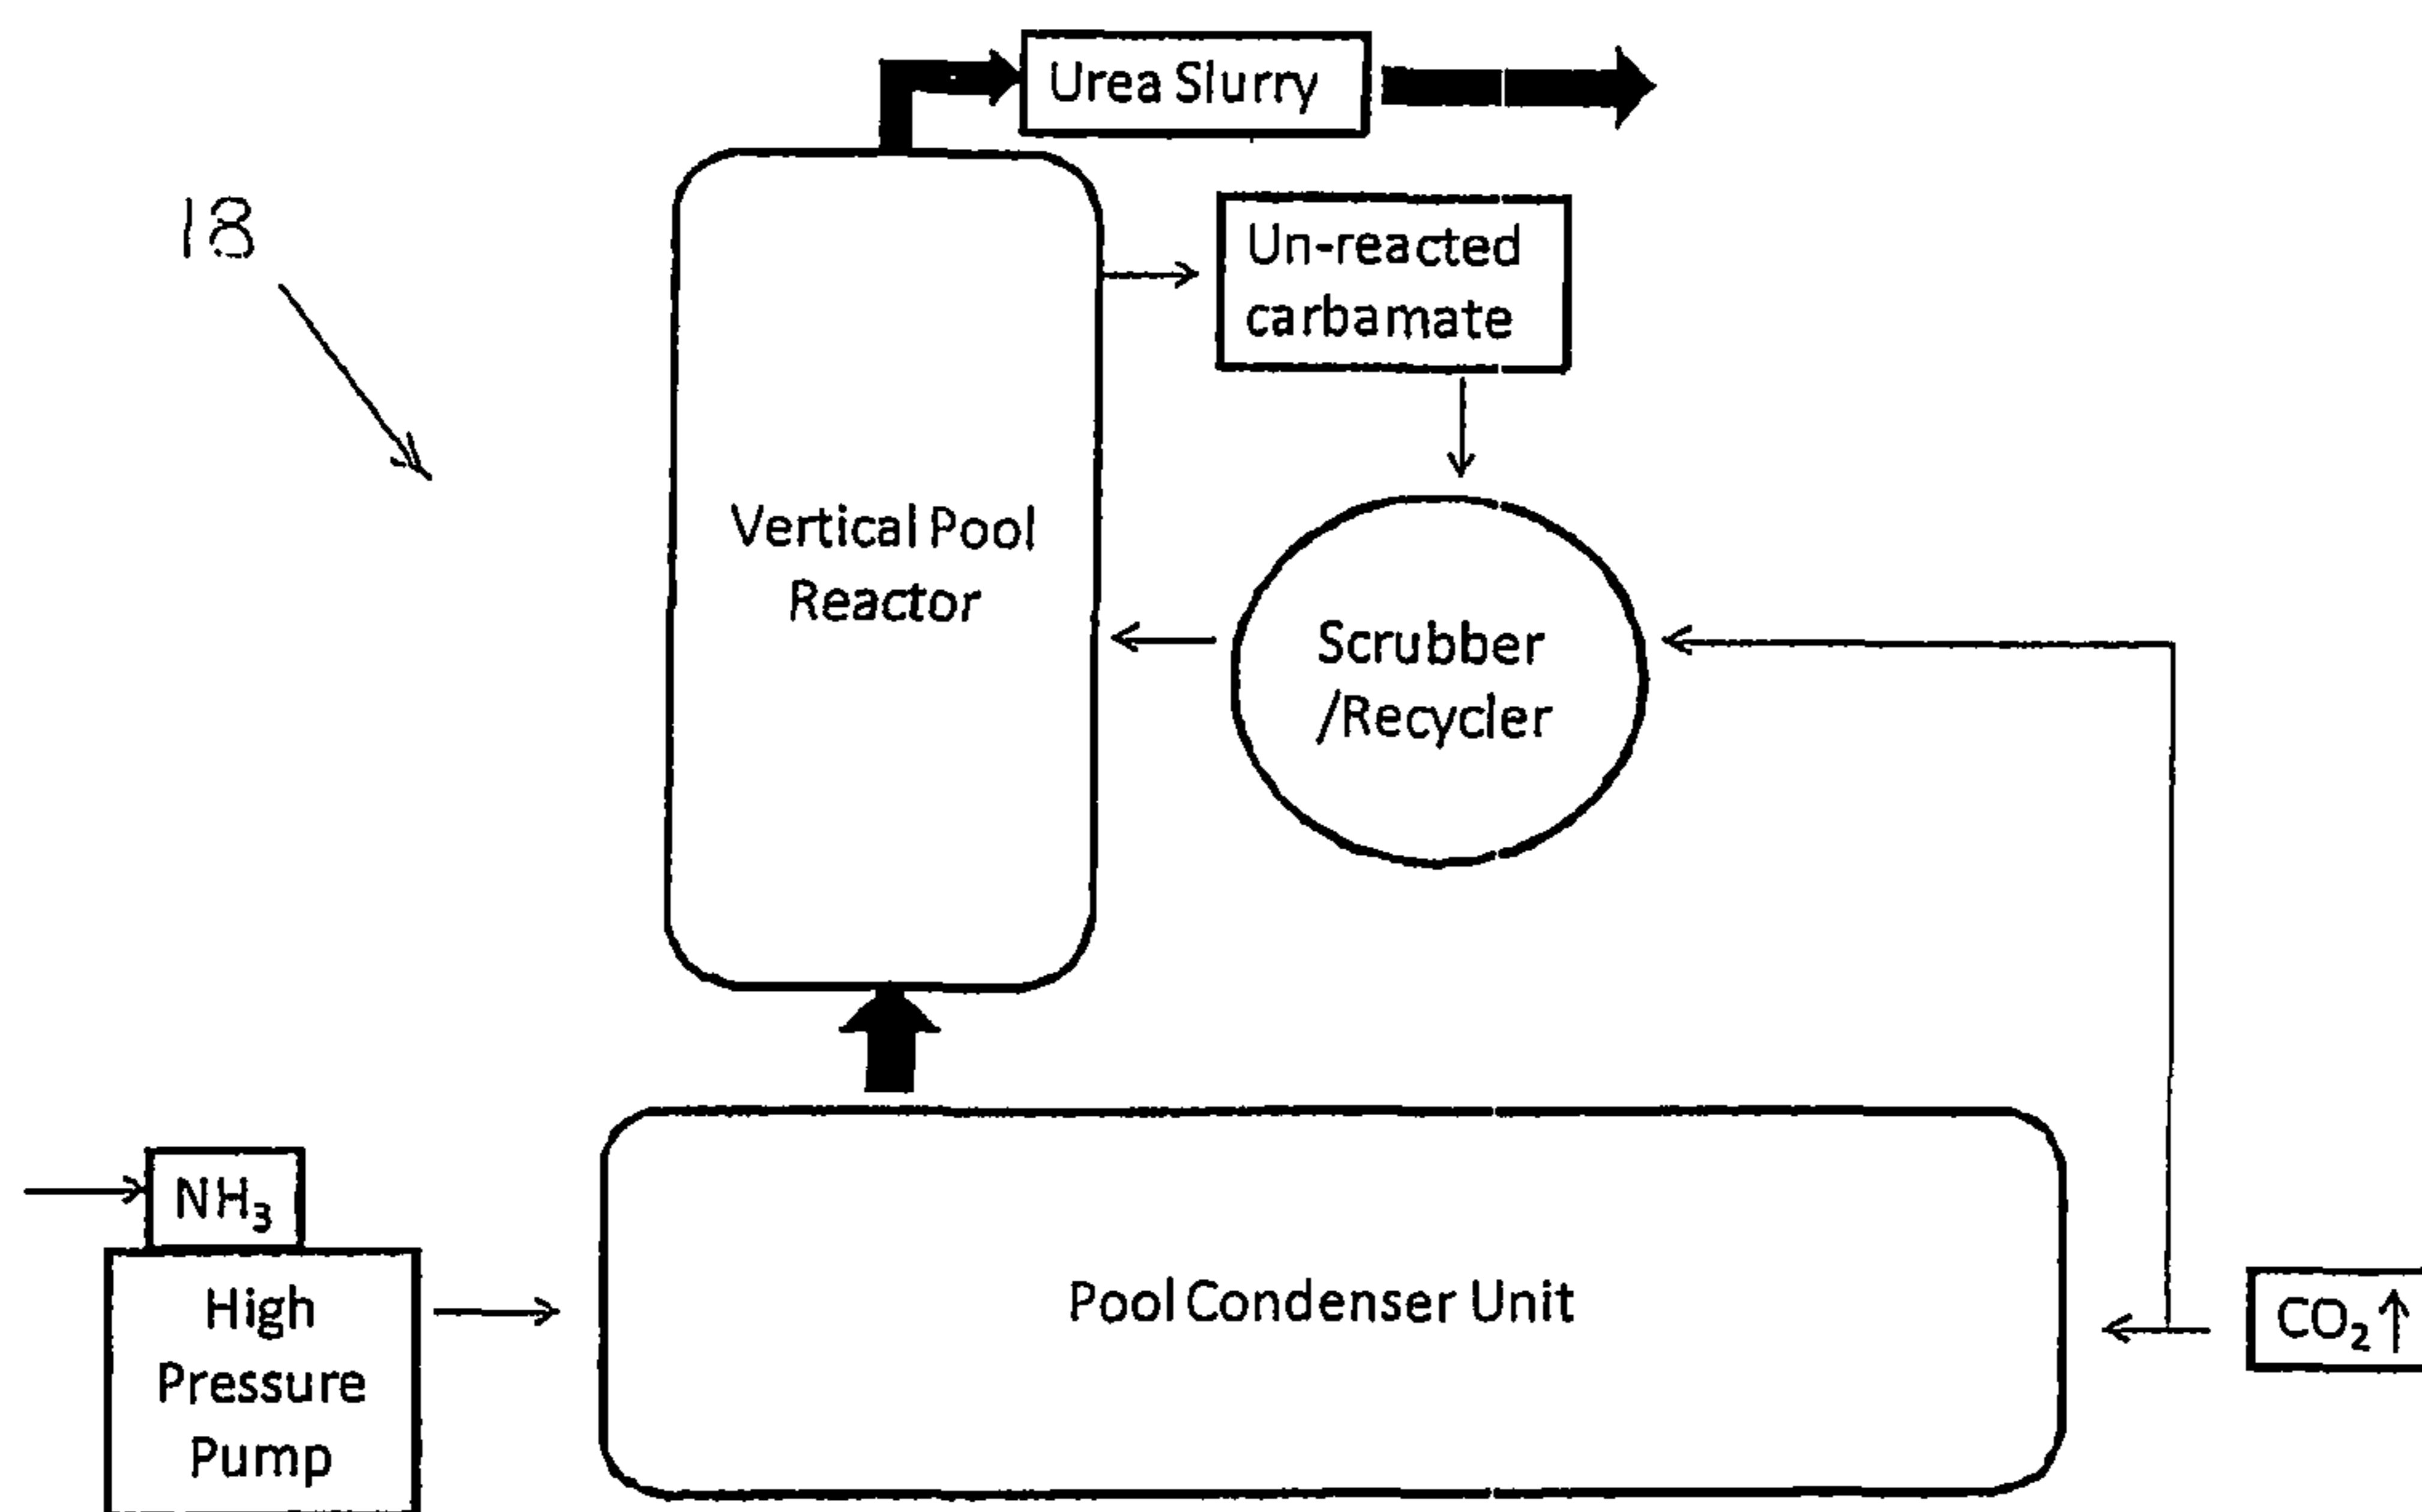 Urea Slurry
18
Un-reacted
carbamate
Vertical Pool
Reactor
Scrubber
/Recycler
NH₃
High
Pressure
Pump
Pool Condenser Unit
CO₂↑